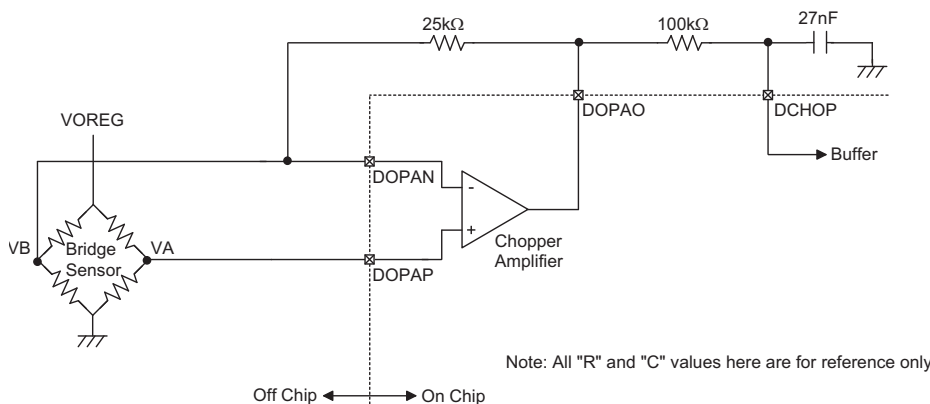 25kΩ
100kΩ
27nF
DOPAO
DCHOP
VOREG
Buffer
DOPAN
-
+
Chopper
Amplifier
VB
Bridge
Sensor
VA
DOPAP
Note: All "R" and "C" values here are for reference only
Off Chip
On Chip